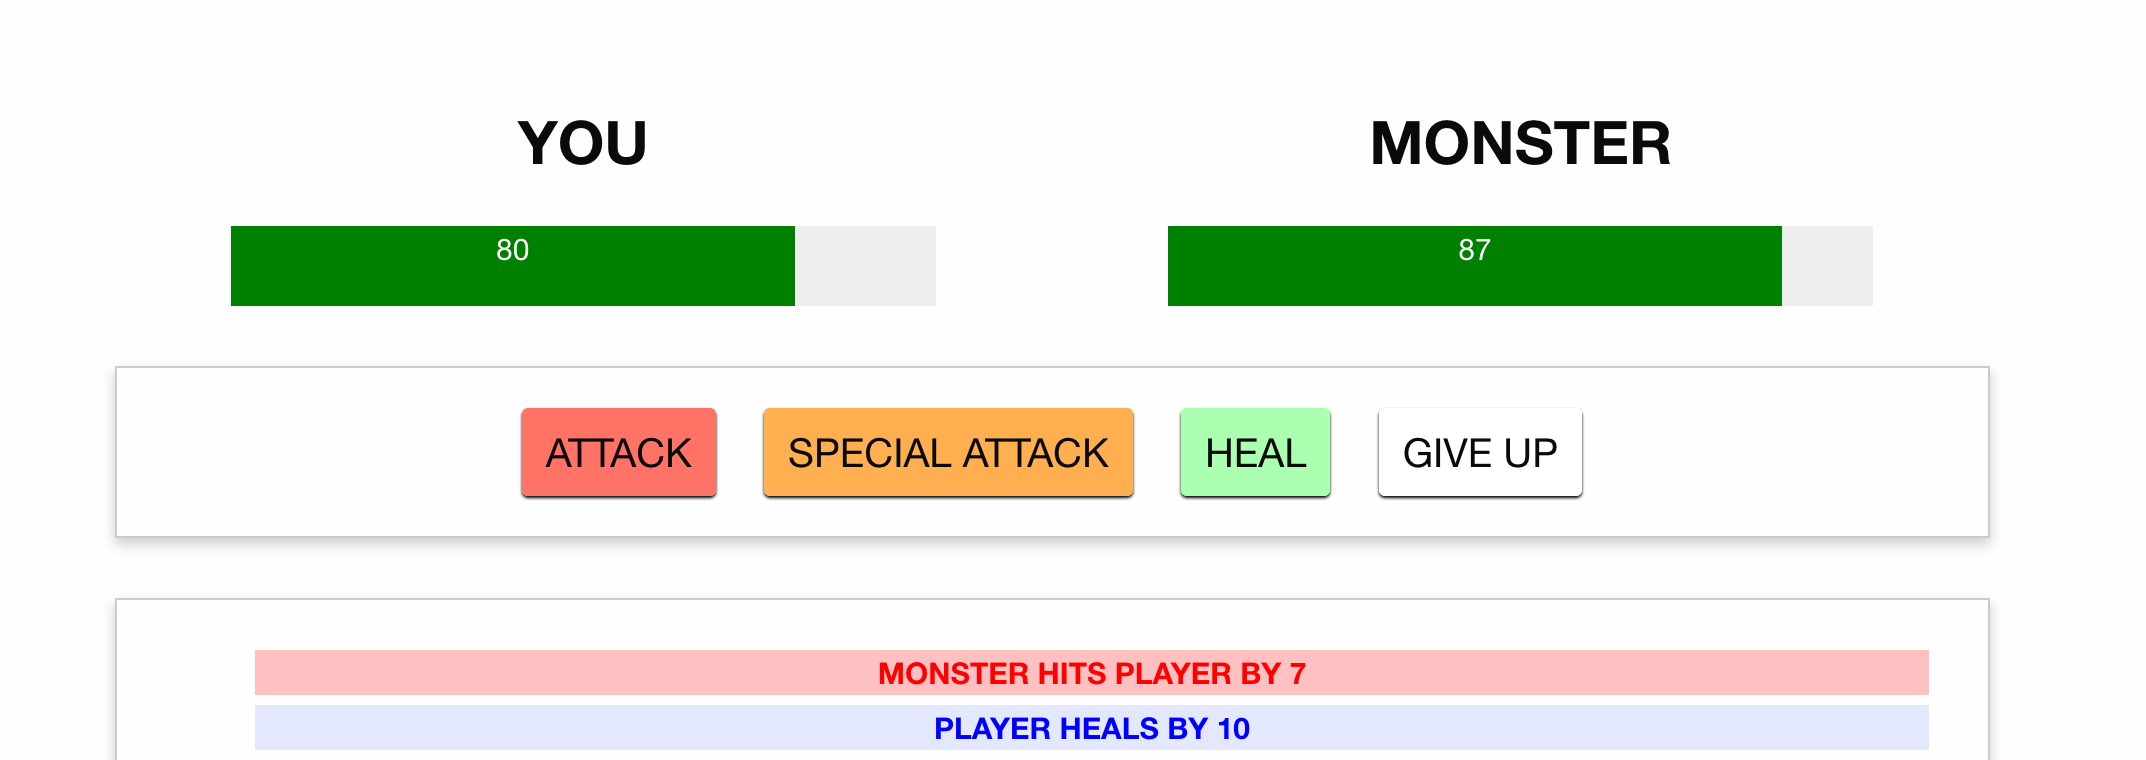 YOU
MONSTER
80
87
ATTACK
SPECIAL ATTACK
HEAL
GIVE UP
MONSTER HITS PLAYER BY 7
PLAYER HEALS BY 10